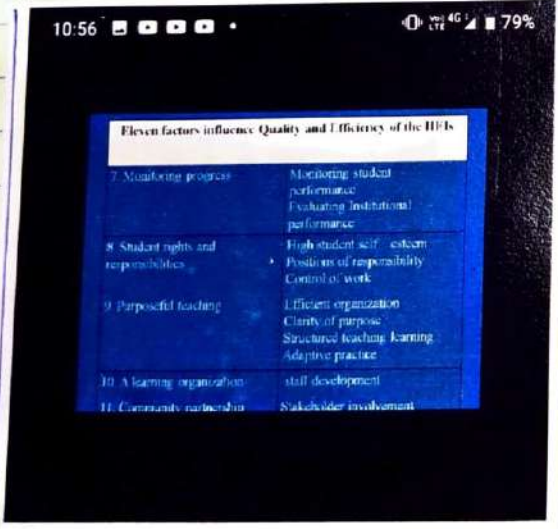 10:56
Vo)) 4G
LTE
79%
Eleven factors influence Quality and Efficiency of the HEIs
7. Monitoring progress
Monitoring student
performance
Evaluating Institutional
performance
8. Student rights and
responsibilities
High student self esteem
Positions of responsibility
Control of work
9. Purposeful teaching
Efficient organization
Clarity of purpose
Structured teaching learning
Adaptive practice
10. A learning organization
staff development
11. Community partnership
Stakeholder involvement